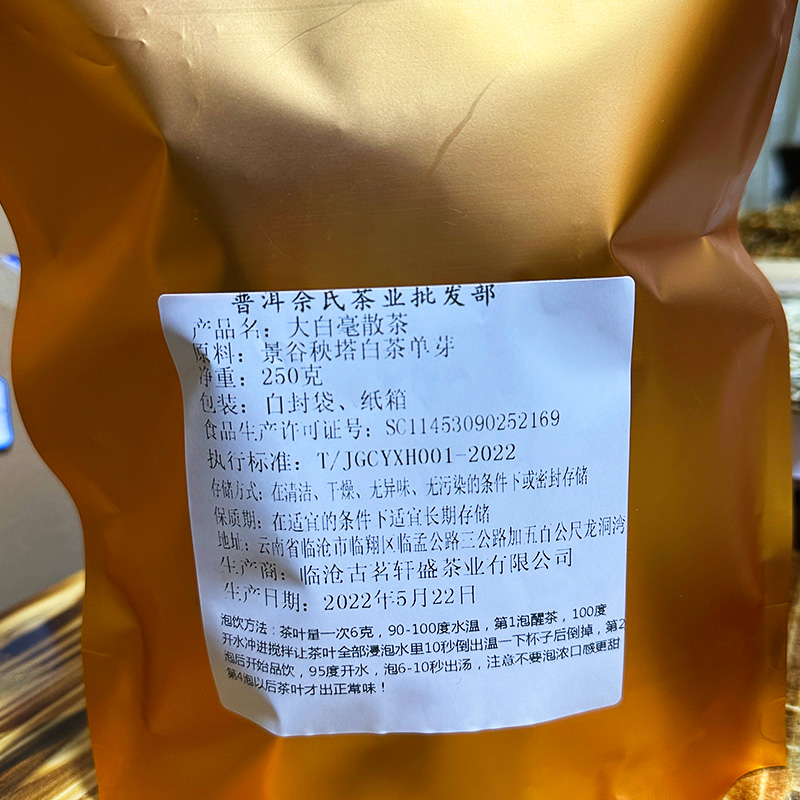 普洱佘氏茶业批发部
产品名：大白毫散茶
原料：景谷秧塔白茶单芽
净重：250克
包装：白封袋、纸箱
食品生产许可证号：SC11453090252169
执行标准：T/JGCYXH001-2022
存储方式：在清洁、干燥、无异味、无污染的条件下或密封存储
保质期：在适宜的条件下适宜长期存储
地址：云南省临沧市临翔区临孟公路三公路加五百公尺龙洞湾
生产商：临沧古茗轩盛茶业有限公司
生产日期：2022年5月22日
泡饮方法：茶叶量一次6克，90-100度水温，第1泡醒茶，100度
开水冲进搅拌让茶叶全部浸泡水里10秒倒出温一下杯子后倒掉，第2
泡后开始品饮，95度开水，泡6-10秒出汤，注意不要泡浓口感更甜
第4泡以后茶叶才出正常味！